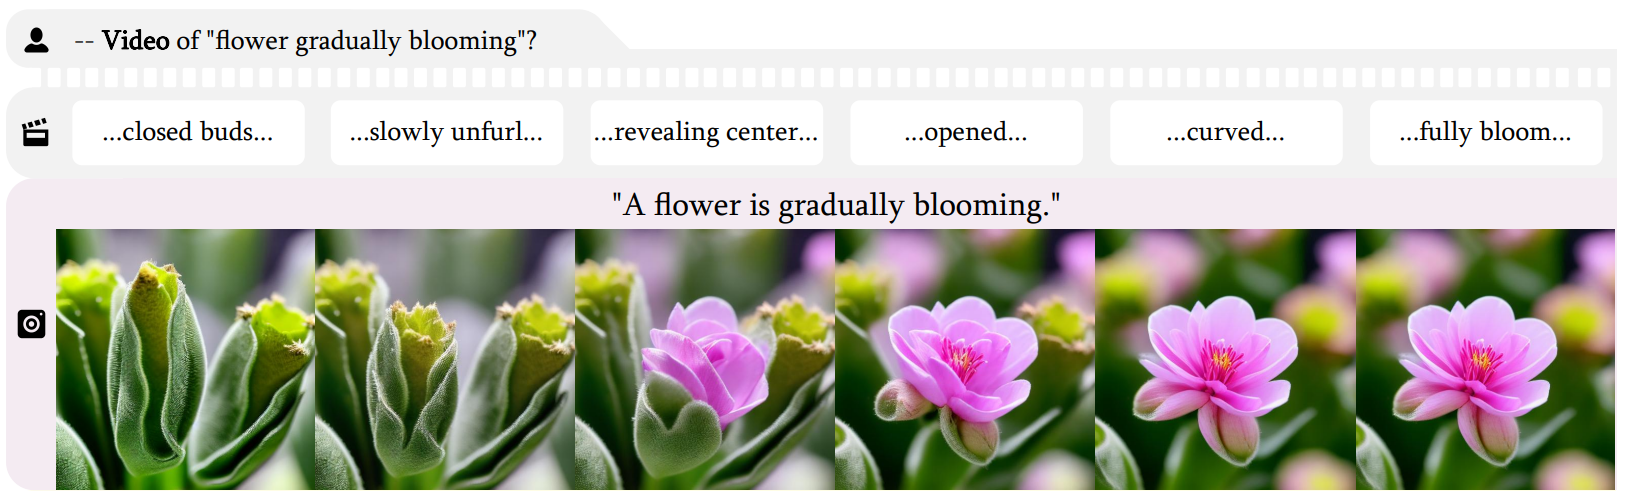 -- Video of "flower gradually blooming"?
...closed buds...
...slowly unfurl...
...revealing center...
...opened...
...curved...
...fully bloom...
"A flower is gradually blooming."